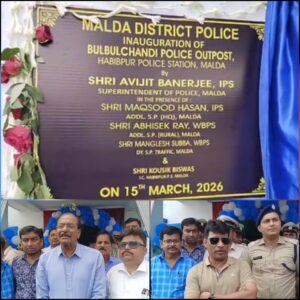 MALDA DISTRICT POLICE
INAUGURATION OF
BULBULCHANDI POLICE OUTPOST,
HABIBPUR POLICE STATION, MALDA
By
SHRI AVIJIT BANERJEE, IPS
SUPERINTENDENT OF POLICE, MALDA
IN THE PRESENCE OF :
SHRI MAQSOOD HASAN, IPS
ADDL. S.P (HQ), MALDA
SHRI ABHISEK RAY, WBPS
ADDL. S.P (RURAL), MALDA
SHRI MANGLESH SUBBA, WBPS
DY. S.P TRAFFIC, MALDA
&
SHRI KOUSIK BISWAS
I.C. HABIBPUR P.S, MALDA
ON 15TH MARCH, 2026